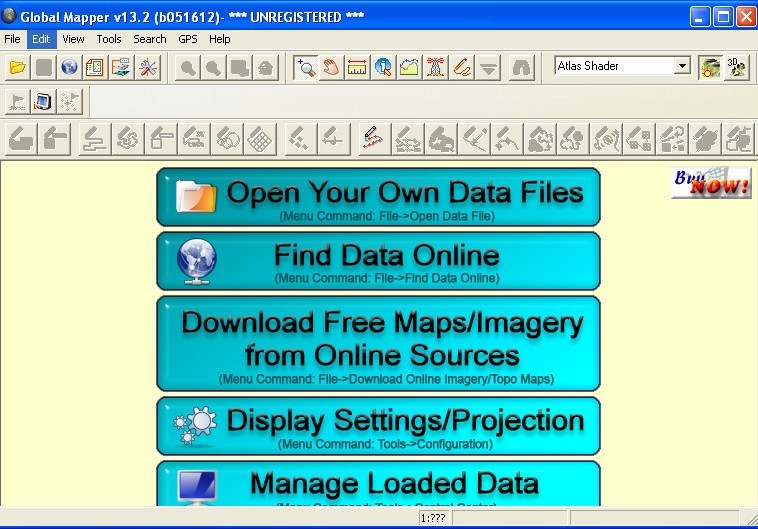 Global Mapper v13.2 (b051612)- *** UNREGISTERED ***
File Edit View Tools Search GPS Help
Atlas Shader
3D
Buy NOW!
Open Your Own Data Files
(Menu Command: File->Open Data File)
Find Data Online
(Menu Command: File->Find Data Online)
Download Free Maps/Imagery
from Online Sources
(Menu Command: File->Download Online Imagery/Topo Maps)
Display Settings/Projection
(Menu Command: Tools->Configuration)
Manage Loaded Data
1:???